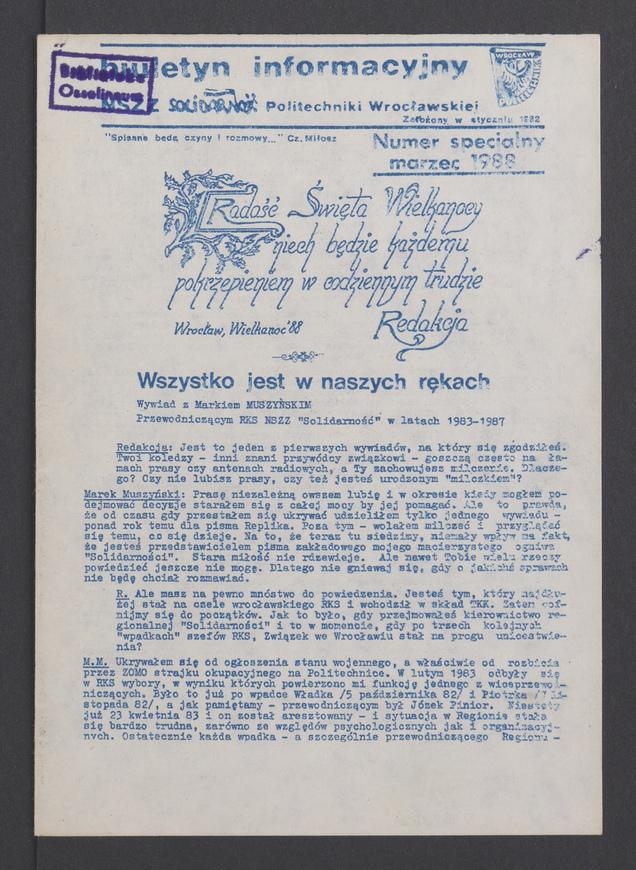 Biblioteka
Ossolineum
biuletyn informacyjny
NSZZ SOLIDARNOŚĆ Politechniki Wrocławskiej
WROCŁAW
Założony w styczniu 1982
"Spisane będą czyny i rozmowy..." Cz. Miłosz
Numer specjalny
marzec 1988
Radość Święta Wielkanocy
niech będzie każdemu
pokrzepieniem w codziennym trudzie
Wrocław, Wielkanoc'88
Redakcja
Wszystko jest w naszych rękach
Wywiad z Markiem MUSZYŃSKIM
Przewodniczącym RKS NSZZ "Solidarność" w latach 1983-1987
Redakcja: Jest to jeden z pierwszych wywiadów, na który się zgodziłeś.
Twoi koledzy - inni znani przywódcy związkowi - goszczą często na ła-
mach prasy czy antenach radiowych, a Ty zachowujesz milczenie. Dlacze-
go? Czy nie lubisz prasy, czy też jesteś urodzonym "milczkiem"?
Marek Muszyński: Prasę niezależną owszem lubię i w okresie kiedy mogłem po-
dejmować decyzje starałem się z całej mocy by jej pomagać. Ale to prawda,
że od czasu gdy przestałem się ukrywać udzieliłem tylko jednego wywiadu -
ponad rok temu dla pisma Replika. Poza tym - wolałem milczeć i przyglądać
się temu, co się dzieje. Na to, że teraz tu siedzimy, niemały wpływ ma fakt,
że jesteś przedstawicielem pisma zakładowego mojego macierzystego ogniwa
"Solidarności". Stara miłość nie rdzewieje. Ale nawet Tobie wielu rzeczy
powiedzieć jeszcze nie mogę. Dlatego nie gniewaj się, gdy o jakichś sprawach
nie będę chciał rozmawiać.
R. Ale masz na pewno mnóstwo do powiedzenia. Jesteś tym, który najdłu-
żej stał na czele wrocławskiego RKS i wchodził w skład TKK. Zatem cof-
nijmy się do początków. Jak to było, gdy przejmowałeś kierownictwo re-
gionalnej "Solidarności" i to w momencie, gdy po trzech kolejnych
"wpadkach" szefów RKS, Związek we Wrocławiu stał na progu unicestwie-
nia?
M.M. Ukrywałem się od ogłoszenia stanu wojennego, a właściwie od rozbicia
przez ZOMO strajku okupacyjnego na Politechnice. W lutym 1983 odbyły się
w RKS wybory, w wyniku których powierzono mi funkcję jednego z wiceprzewod-
niczących. Było to już po wpadce Władka /5 października 82/ i Piotrka /7 li-
stopada 82/, a jak pamiętamy - przewodniczącym był Józek Pinior. Niestety
już 23 kwietnia 83 i on został aresztowany - i sytuacja w Regionie stała
się bardzo trudna, zarówno ze względów psychologicznych jak i organizacyj-
nych. Ostatecznie każda wpadka - a szczególnie przewodniczącego Regionu -